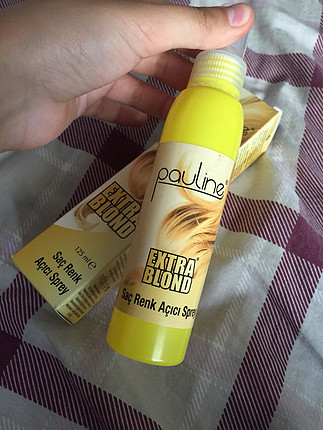 pauline®
EXTRA®
BLOND
Saç Renk Açıcı Sprey
EXTRA
BLOND
125 ml e
Saç Renk
Açıcı Sprey